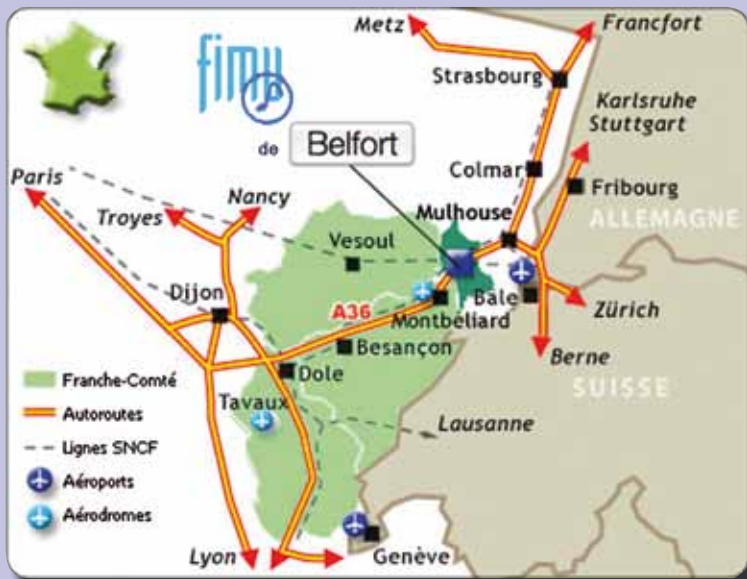 Metz
Francfort
fimu
Strasbourg
de Belfort
Karlsruhe
Stuttgart
Colmar
Paris
Nancy
Fribourg
Troyes
Mulhouse
ALLEMAGNE
Vesoul
Dijon
A36
Bâle
Montbéliard
Zürich
Besançon
Berne
Franche-Comté
Dole
SUISSE
Autoroutes
Tavaux
Lignes SNCF
Lausanne
Aéroports
Aérodromes
Lyon
Genève